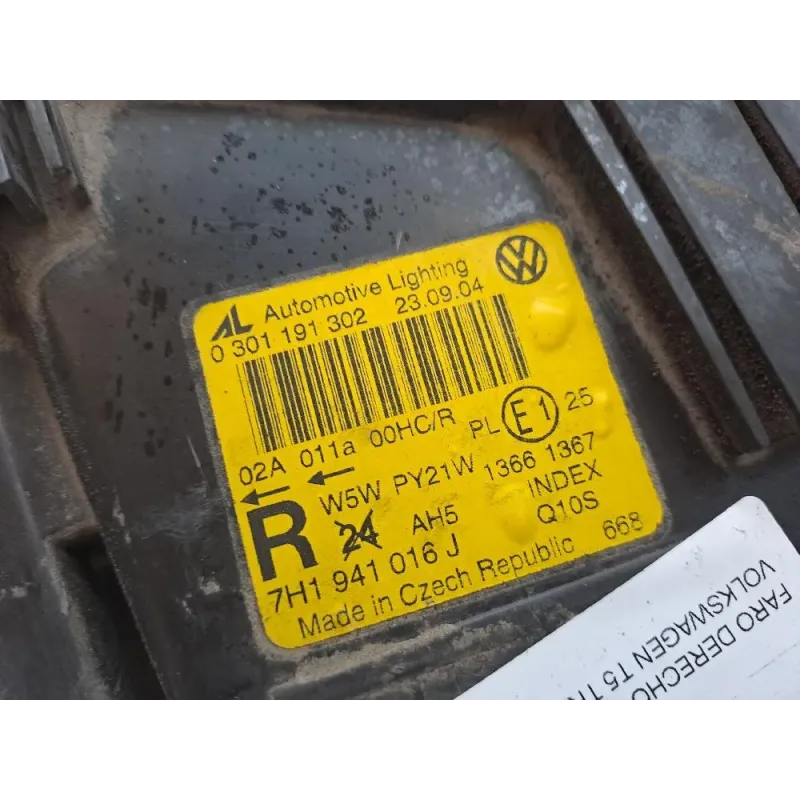 AL Automotive Lighting
0 301 191 302 23.09.04
02A 011a 00HC/R PL E1 25
W5W PY21W 1366 1367
R 24 AH5 INDEX
Q10S
7H1 941 016 J
Made in Czech Republic 668
FARO DERECHO
VOLKSWAGEN T5